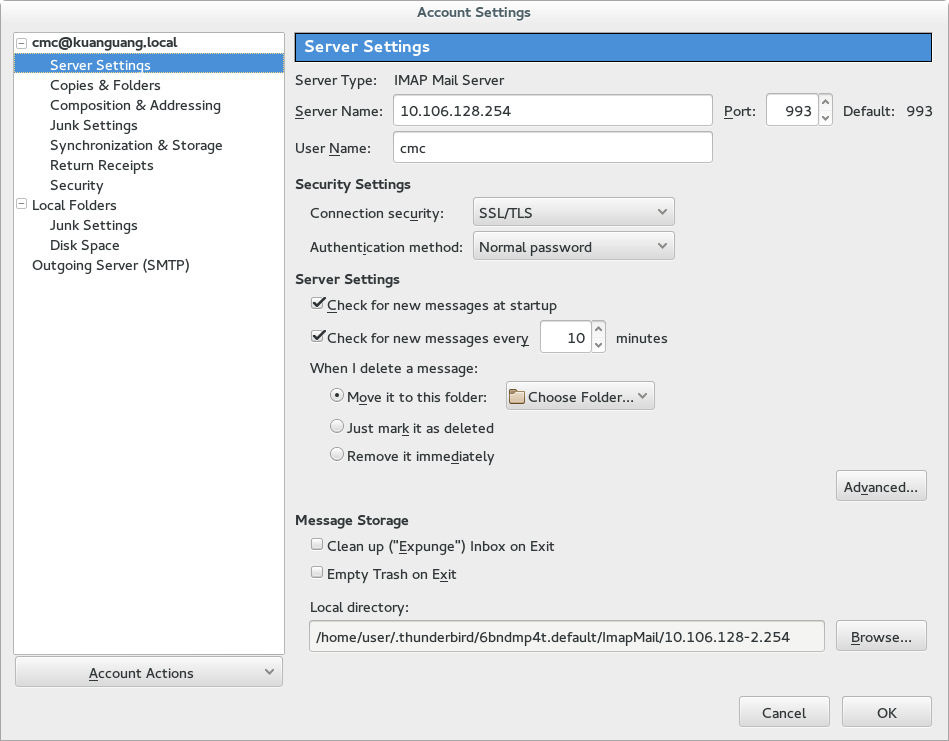 Account Settings
cmc@kuanguang.local
Server Settings
Copies & Folders
Composition & Addressing
Junk Settings
Synchronization & Storage
Return Receipts
Security
Local Folders
Junk Settings
Disk Space
Outgoing Server (SMTP)
Account Actions
Server Settings
Server Type: IMAP Mail Server
Server Name: 10.106.128.254 Port: 993 Default: 993
User Name: cmc
Security Settings
Connection security: SSL/TLS
Authentication method: Normal password
Server Settings
Check for new messages at startup
Check for new messages every 10 minutes
When I delete a message:
Move it to this folder: Choose Folder...
Just mark it as deleted
Remove it immediately
Advanced...
Message Storage
Clean up ("Expunge") Inbox on Exit
Empty Trash on Exit
Local directory:
/home/user/.thunderbird/6bndmp4t.default/ImapMail/10.106.128-2.254 Browse...
Cancel OK